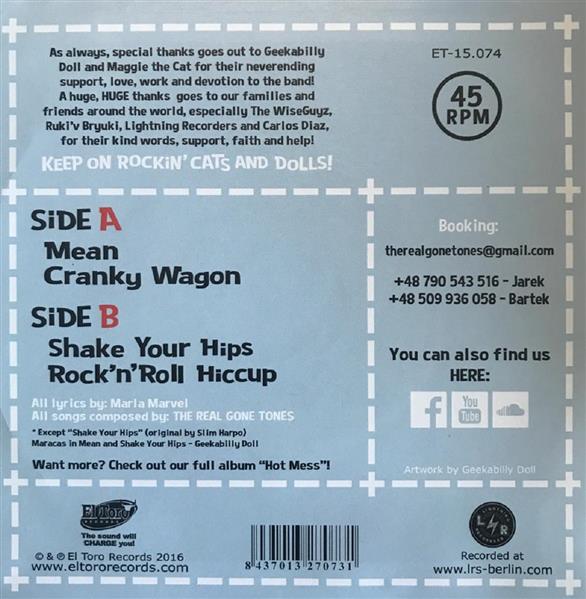 As always, special thanks goes out to Geekabilly
Doll and Maggie the Cat for their neverending
support, love, work and devotion to the band!
A huge, HUGE thanks goes to our families and
friends around the world, especially The WiseGuyz,
Ruki'v Bryuki, Lightning Recorders and Carlos Diaz,
for their kind words, support, faith and help!
KEEP ON ROCKIN' CATS AND DOLLS!
ET-15.074
45
RPM
SiDE A
Mean
Cranky Wagon
SiDE B
Shake Your Hips
Rock'n'Roll Hiccup
All lyrics by: Marla Marvel
All songs composed by: THE REAL GONE TONES
* Except "Shake Your Hips" (original by Slim Harpo)
Maracas in Mean and Shake Your Hips - Geekabilly Doll
Want more? Check out our full album "Hot Mess"!
Booking:
therealgonetones@gmail.com
+48 790 543 516 - Jarek
+48 509 936 058 - Bartek
You can also find us
HERE:
f
You
Tube
Artwork by Geekabilly Doll
El Toro
RECORDS
The sound will
CHARGE you!
© & ℗ El Toro Records 2016
www.eltororecords.com
8 437013 270731
L R
Recorded at
www.lrs-berlin.com